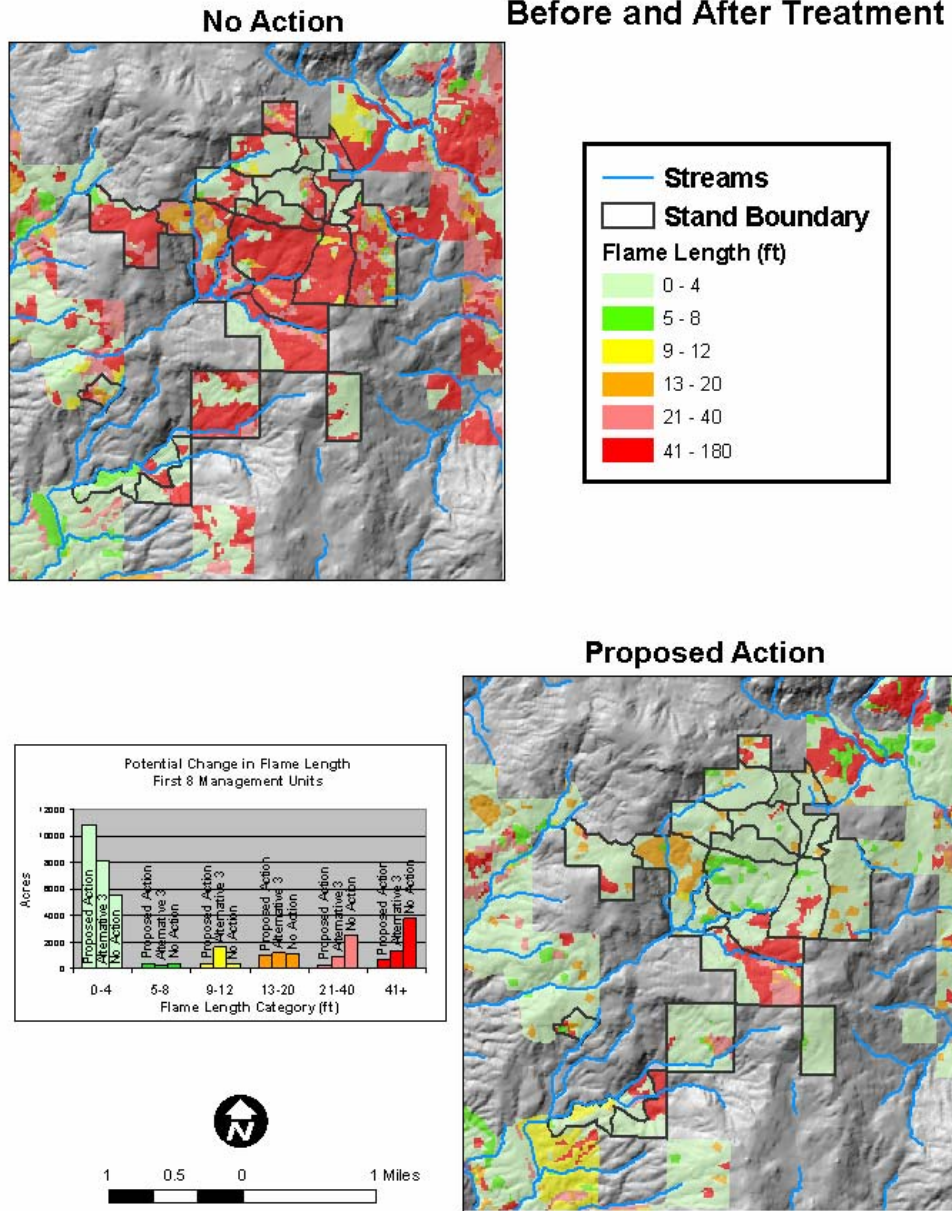 No Action
Before and After Treatment
Streams
Stand Boundary
Flame Length (ft)
0 - 4
5 - 8
9 - 12
13 - 20
21 - 40
41 - 180
Proposed Action
Potential Change in Flame Length
First 8 Management Units
Acres
12000
10000
8000
6000
4000
2000
0
Proposed Action
Alternative 3
No Action
Proposed Action
Alternative 3
No Action
Proposed Action
Alternative 3
No Action
Proposed Action
Alternative 3
No Action
Proposed Action
Alternative 3
No Action
Proposed Action
Alternative 3
No Action
0-4
5-8
9-12
13-20
21-40
41+
Flame Length Category (ft)
N
1
0.5
0
1 Miles